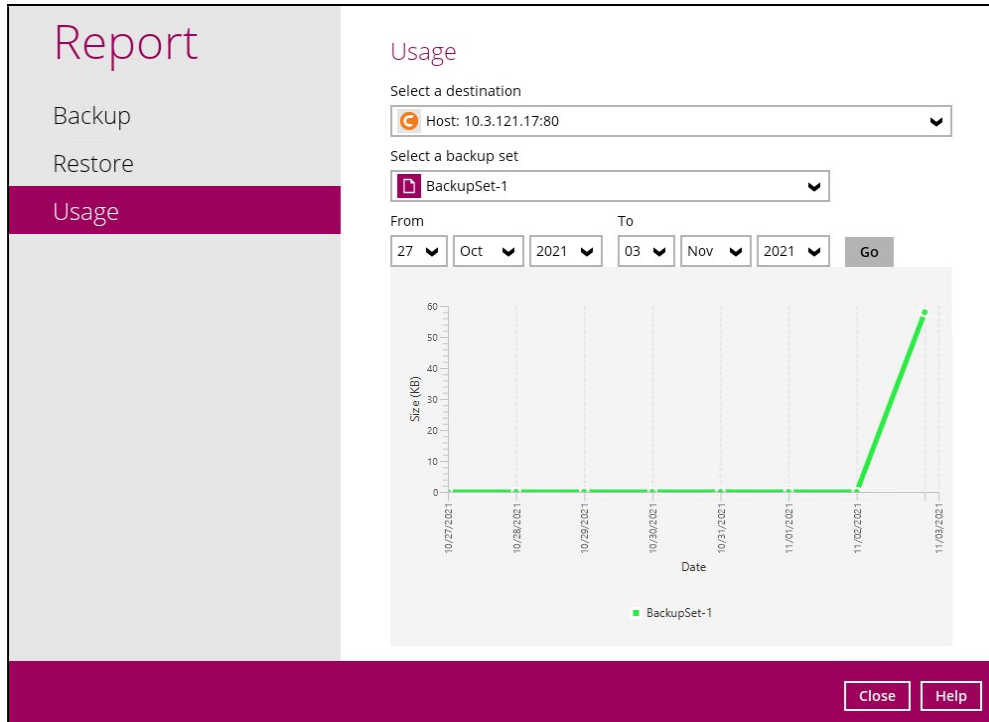 Report
Backup
Restore
Usage
Usage
Select a destination
Host: 10.3.121.17:80
Select a backup set
BackupSet-1
From To
27 Oct 2021 03 Nov 2021 Go
60
50
40
30
20
10
0
Size (KB)
10/27/2021 10/28/2021 10/29/2021 10/30/2021 10/31/2021 11/01/2021 11/02/2021 11/03/2021
Date
BackupSet-1
Close Help